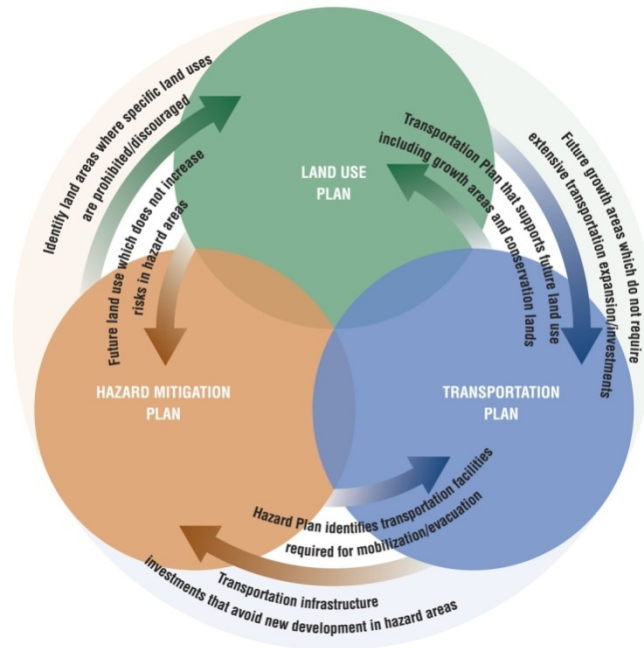 Identify land areas where specific land uses
are prohibited/discouraged
Future land use which does not increase
risks in hazard areas
LAND USE
PLAN
Transportation Plan that supports future land use
including growth areas and conservation lands
Future growth areas which do not require
extensive transportation expansion/investments
HAZARD MITIGATION
PLAN
TRANSPORTATION
PLAN
Hazard Plan identifies transportation facilities
required for mobilization/evacuation
Transportation infrastructure
investments that avoid new development in hazard areas